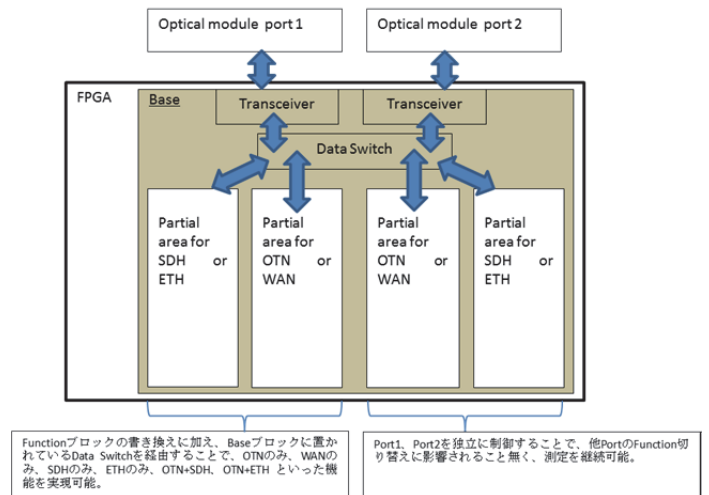 Optical module port 1
Optical module port 2
FPGA
Base
Transceiver
Transceiver
Data Switch
Partial
area for
SDH or
ETH
Partial
area for
OTN or
WAN
Partial
area for
OTN or
WAN
Partial
area for
SDH or
ETH
Functionブロックの書き換えに加え、Baseブロックに置か
れているData Switchを経由することで、OTNのみ、WANの
み、SDHのみ、ETHのみ、OTN+SDH、OTN+ETH といった機
能を実現可能。
Port1、Port2を独立に制御することで、他PortのFunction切
り替えに影響されること無く、測定を継続可能。